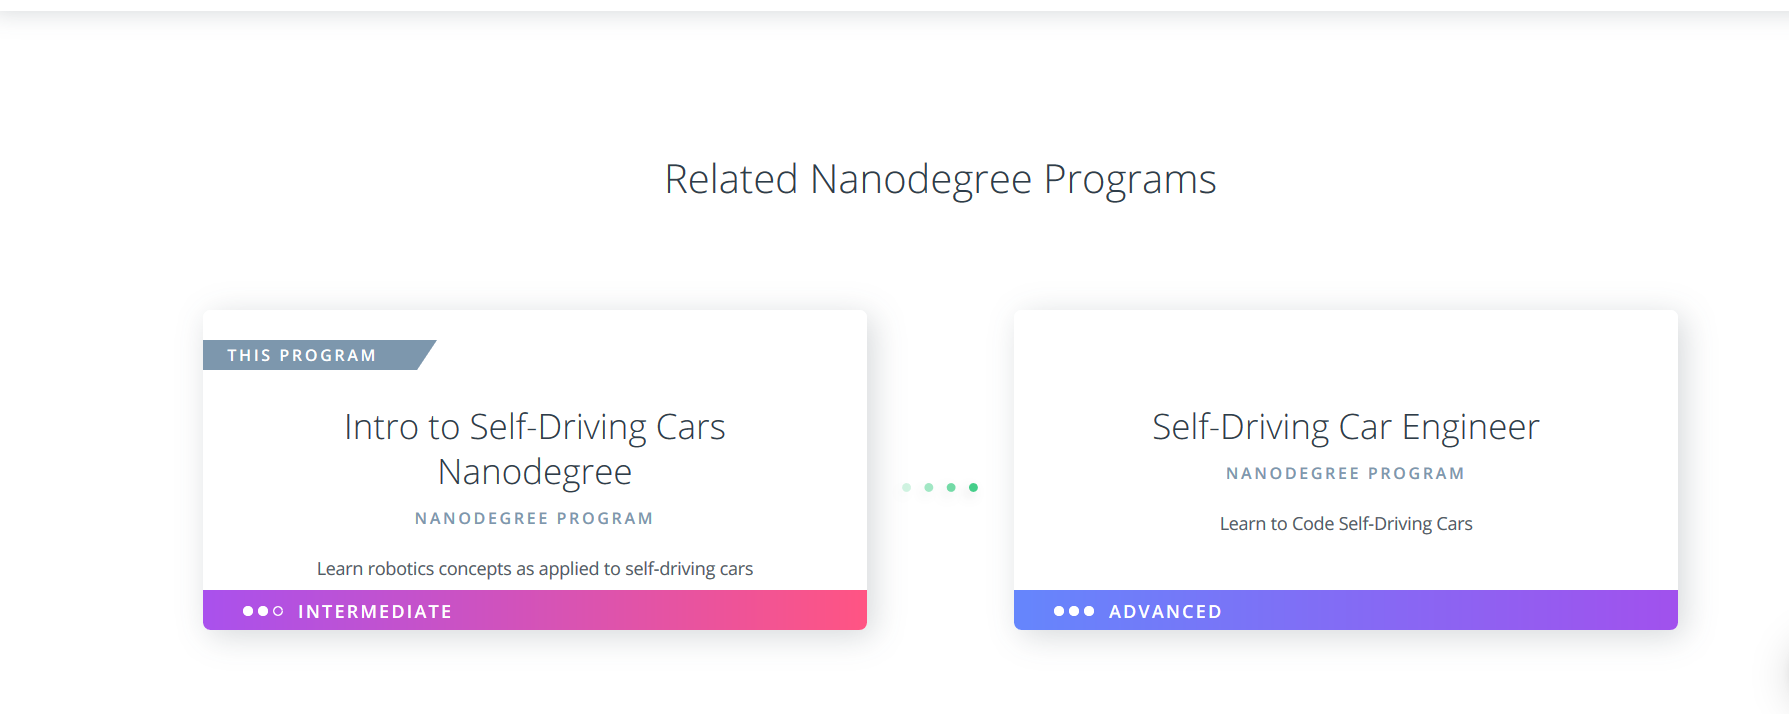 Related Nanodegree Programs
THIS PROGRAM
Intro to Self-Driving Cars
Nanodegree
NANODEGREE PROGRAM
Learn robotics concepts as applied to self-driving cars
INTERMEDIATE
Self-Driving Car Engineer
NANODEGREE PROGRAM
Learn to Code Self-Driving Cars
ADVANCED